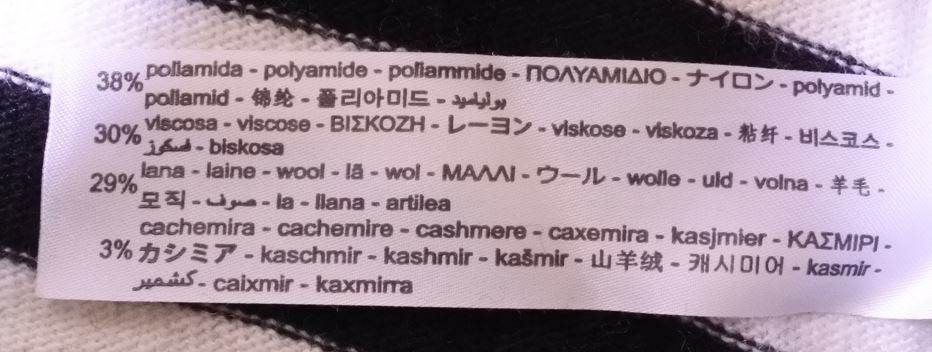 38% poliamida - polyamide - poliammide - ΠΟΛΥΑΜΙΔΙΟ - ナイロン - polyamid -
poliamid - 锦纶 - 폴리아미드 - بولياميد
30% viscosa - viscose - ΒΙΣΚΟΖΗ - レーヨン - viskose - viskoza - 粘纤 - 비스코스 -
فسكوز - biskosa
29% lana - laine - wool - lã - wol - ΜΑΛΛΙ - ウール - wolle - uld - volna - 羊毛 -
모직 - صوف - la - llana - artilea
cachemira - cachemire - cashmere - caxemira - kasjmier - ΚΑΣΜΙΡΙ -
3% カシミア - kaschmir - kashmir - kašmir - 山羊绒 - 캐시미어 - kasmir -
كشمير - caixmir - kaxmirra